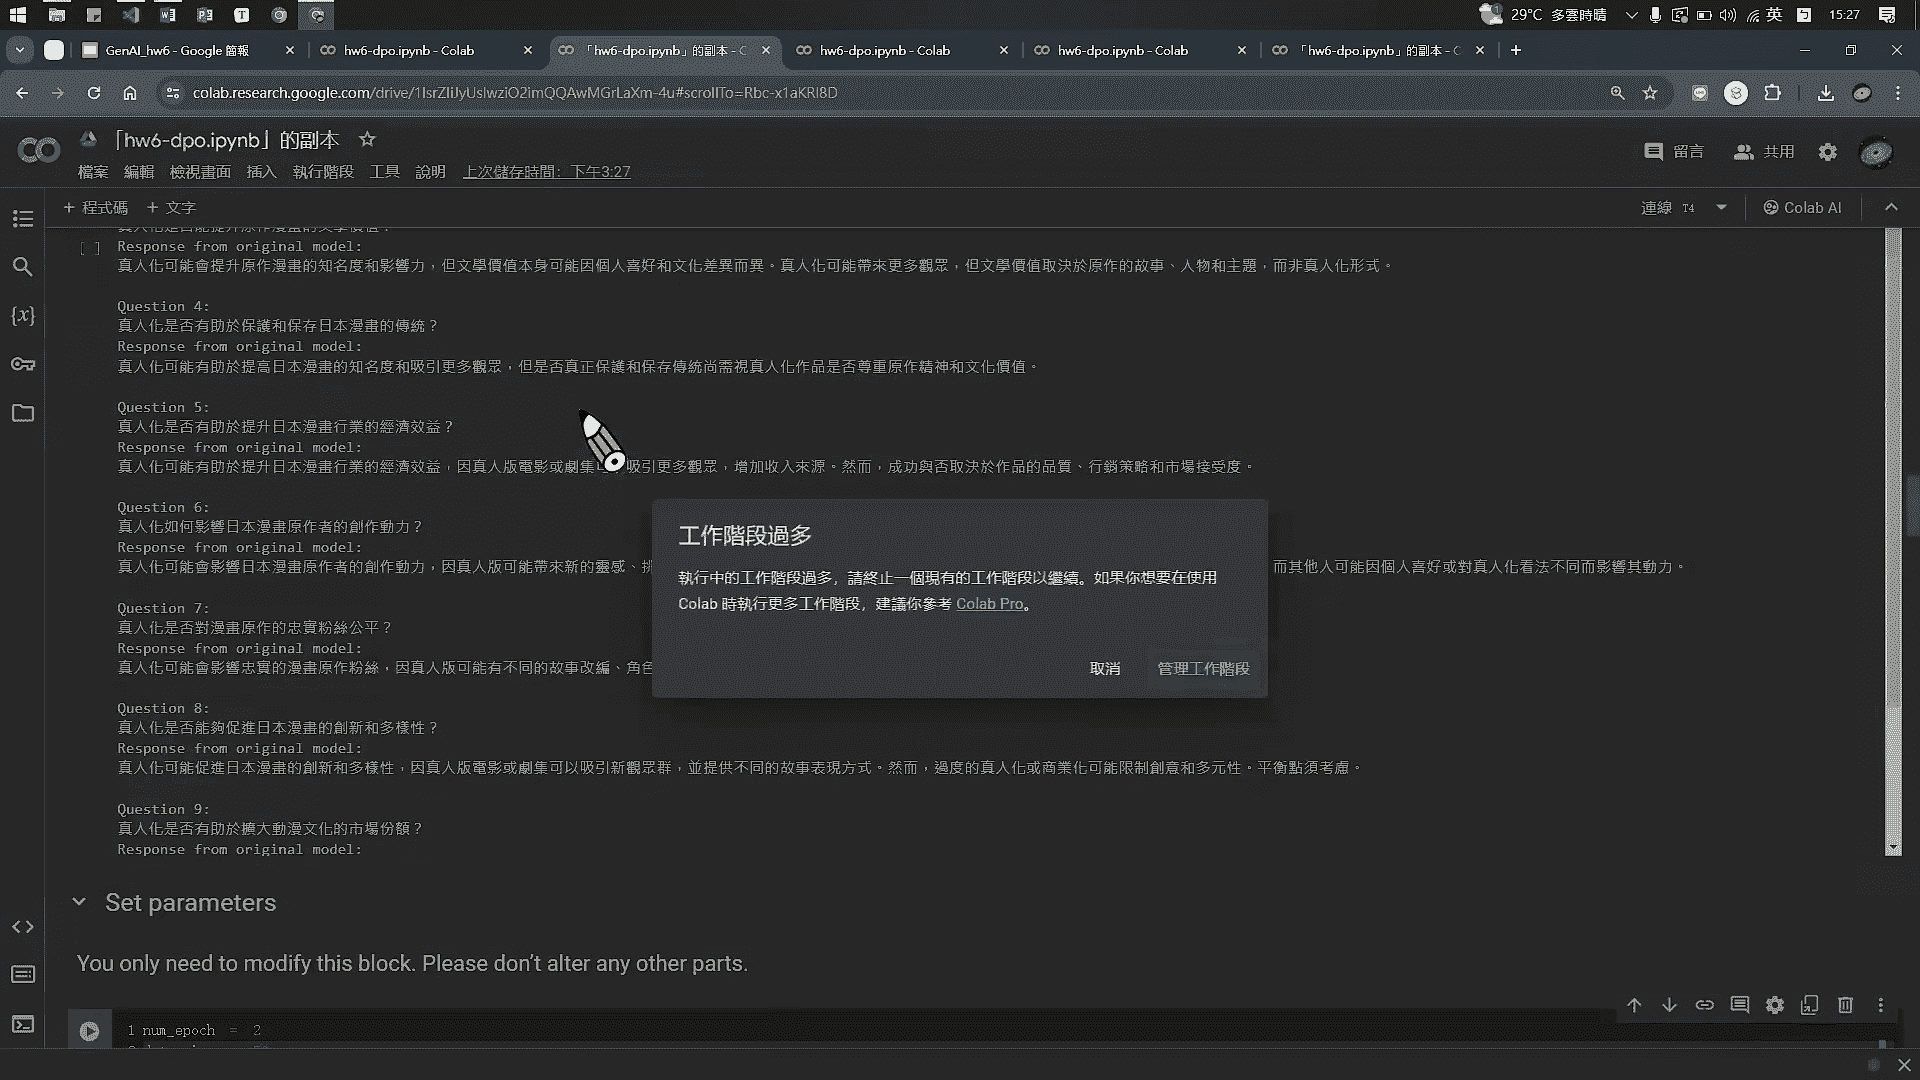 29°C 多雲時晴
英
15:27
GenAI_hw6 - Google 簡報
hw6-dpo.ipynb - Colab
「hw6-dpo.ipynb」的副本 - C
hw6-dpo.ipynb - Colab
hw6-dpo.ipynb - Colab
「hw6-dpo.ipynb」的副本 - C
colab.research.google.com/drive/1IsrZIiJyUsIwziO2imQQAwMGrLaXm-4u#scrollTo=Rbc-x1aKRI8D
「hw6-dpo.ipynb」的副本
留言
共用
檔案 編輯 檢視畫面 插入 執行階段 工具 說明 上次儲存時間：下午3:27
+ 程式碼 + 文字
連線 T4
Colab AI
真人化是否能提升原作漫畫的文學價值？
Response from original model:
真人化可能會提升原作漫畫的知名度和影響力，但文學價值本身可能因個人喜好和文化差異而異。真人化可能帶來更多觀眾，但文學價值取決於原作的故事、人物和主題，而非真人化形式。
Question 4:
真人化是否有助於保護和保存日本漫畫的傳統？
Response from original model:
真人化可能有助於提高日本漫畫的知名度和吸引更多觀眾，但是否真正保護和保存傳統尚需視真人化作品是否尊重原作精神和文化價值。
Question 5:
真人化是否有助於提升日本漫畫行業的經濟效益？
Response from original model:
真人化可能有助於提升日本漫畫行業的經濟效益，因真人版電影或劇集 吸引更多觀眾，增加收入來源。然而，成功與否取決於作品的品質、行銷策略和市場接受度。
Question 6:
真人化如何影響日本漫畫原作者的創作動力？
Response from original model:
真人化可能會影響日本漫畫原作者的創作動力，因真人版可能帶來新的靈感、 而其他人可能因個人喜好或對真人化看法不同而影響其動力。
Question 7:
真人化是否對漫畫原作的忠實粉絲公平？
Response from original model:
真人化可能會影響忠實的漫畫原作粉絲，因真人版可能有不同的故事改編、角色
Question 8:
真人化是否能夠促進日本漫畫的創新和多樣性？
Response from original model:
真人化可能促進日本漫畫的創新和多樣性，因真人版電影或劇集可以吸引新觀眾群，並提供不同的故事表現方式。然而，過度的真人化或商業化可能限制創意和多元性。平衡點須考慮。
Question 9:
真人化是否有助於擴大動漫文化的市場份額？
Response from original model:
工作階段過多
執行中的工作階段過多，請終止一個現有的工作階段以繼續。如果你想要在使用
Colab 時執行更多工作階段，建議你參考 Colab Pro。
取消
管理工作階段
Set parameters
You only need to modify this block. Please don't alter any other parts.
1 num_epoch = 2